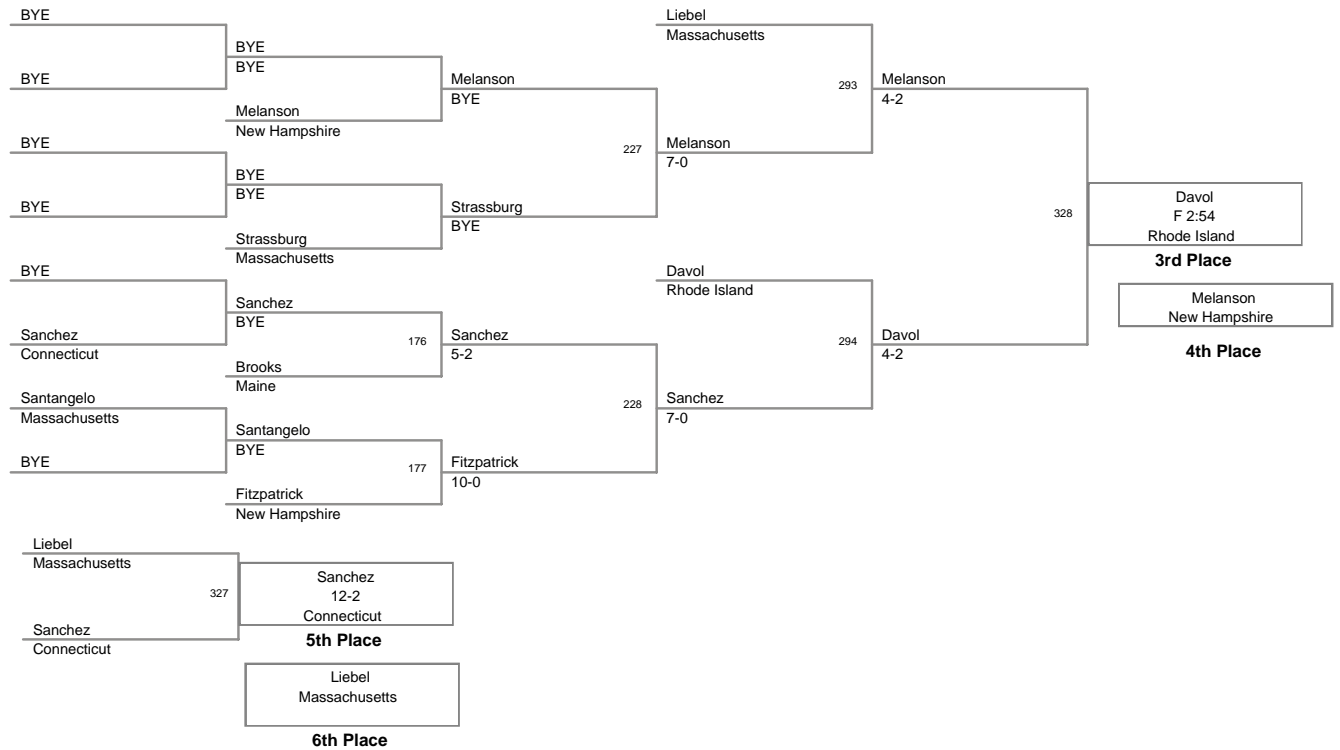 BYE
BYE
BYE
BYE
Melanson
New Hampshire
Melanson
BYE
BYE
BYE
BYE
BYE
Strassburg
Massachusetts
Strassburg
BYE
227
Melanson
7-0
Liebel
Massachusetts
293
Melanson
4-2
BYE
Sanchez
Connecticut
Sanchez
BYE
176
Brooks
Maine
Sanchez
5-2
Santangelo
Massachusetts
BYE
Santangelo
BYE
177
Fitzpatrick
New Hampshire
Fitzpatrick
10-0
228
Sanchez
7-0
Davol
Rhode Island
294
Davol
4-2
328
Davol
F 2:54
Rhode Island
3rd Place
Melanson
New Hampshire
4th Place
Liebel
Massachusetts
327
Sanchez
Connecticut
Sanchez
12-2
Connecticut
5th Place
Liebel
Massachusetts
6th Place